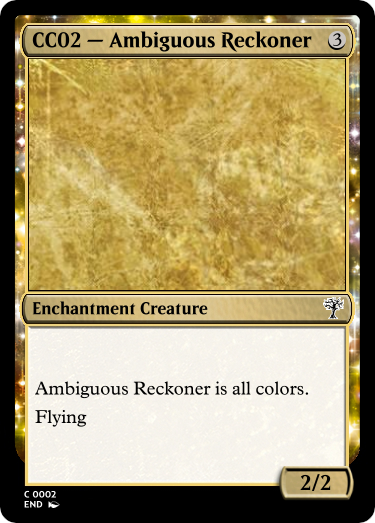 CC02 — Ambiguous Reckoner 3
Enchantment Creature
Ambiguous Reckoner is all colors.
Flying
2/2
C 0002
END